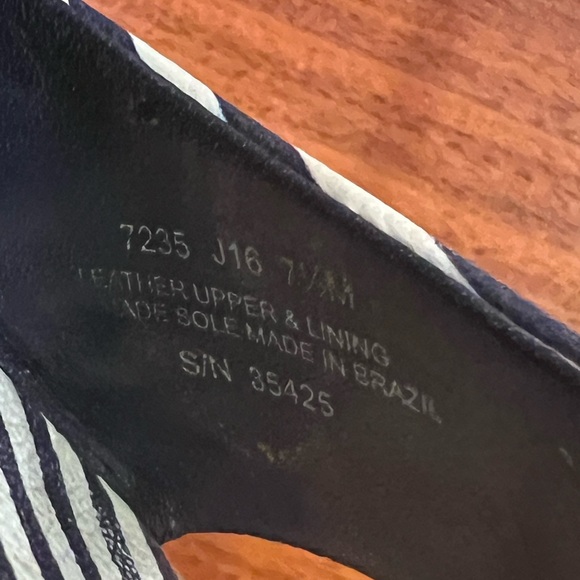 7235 J16 7½M
LEATHER UPPER & LINING
SOLE MADE IN BRAZIL
S/N 35425